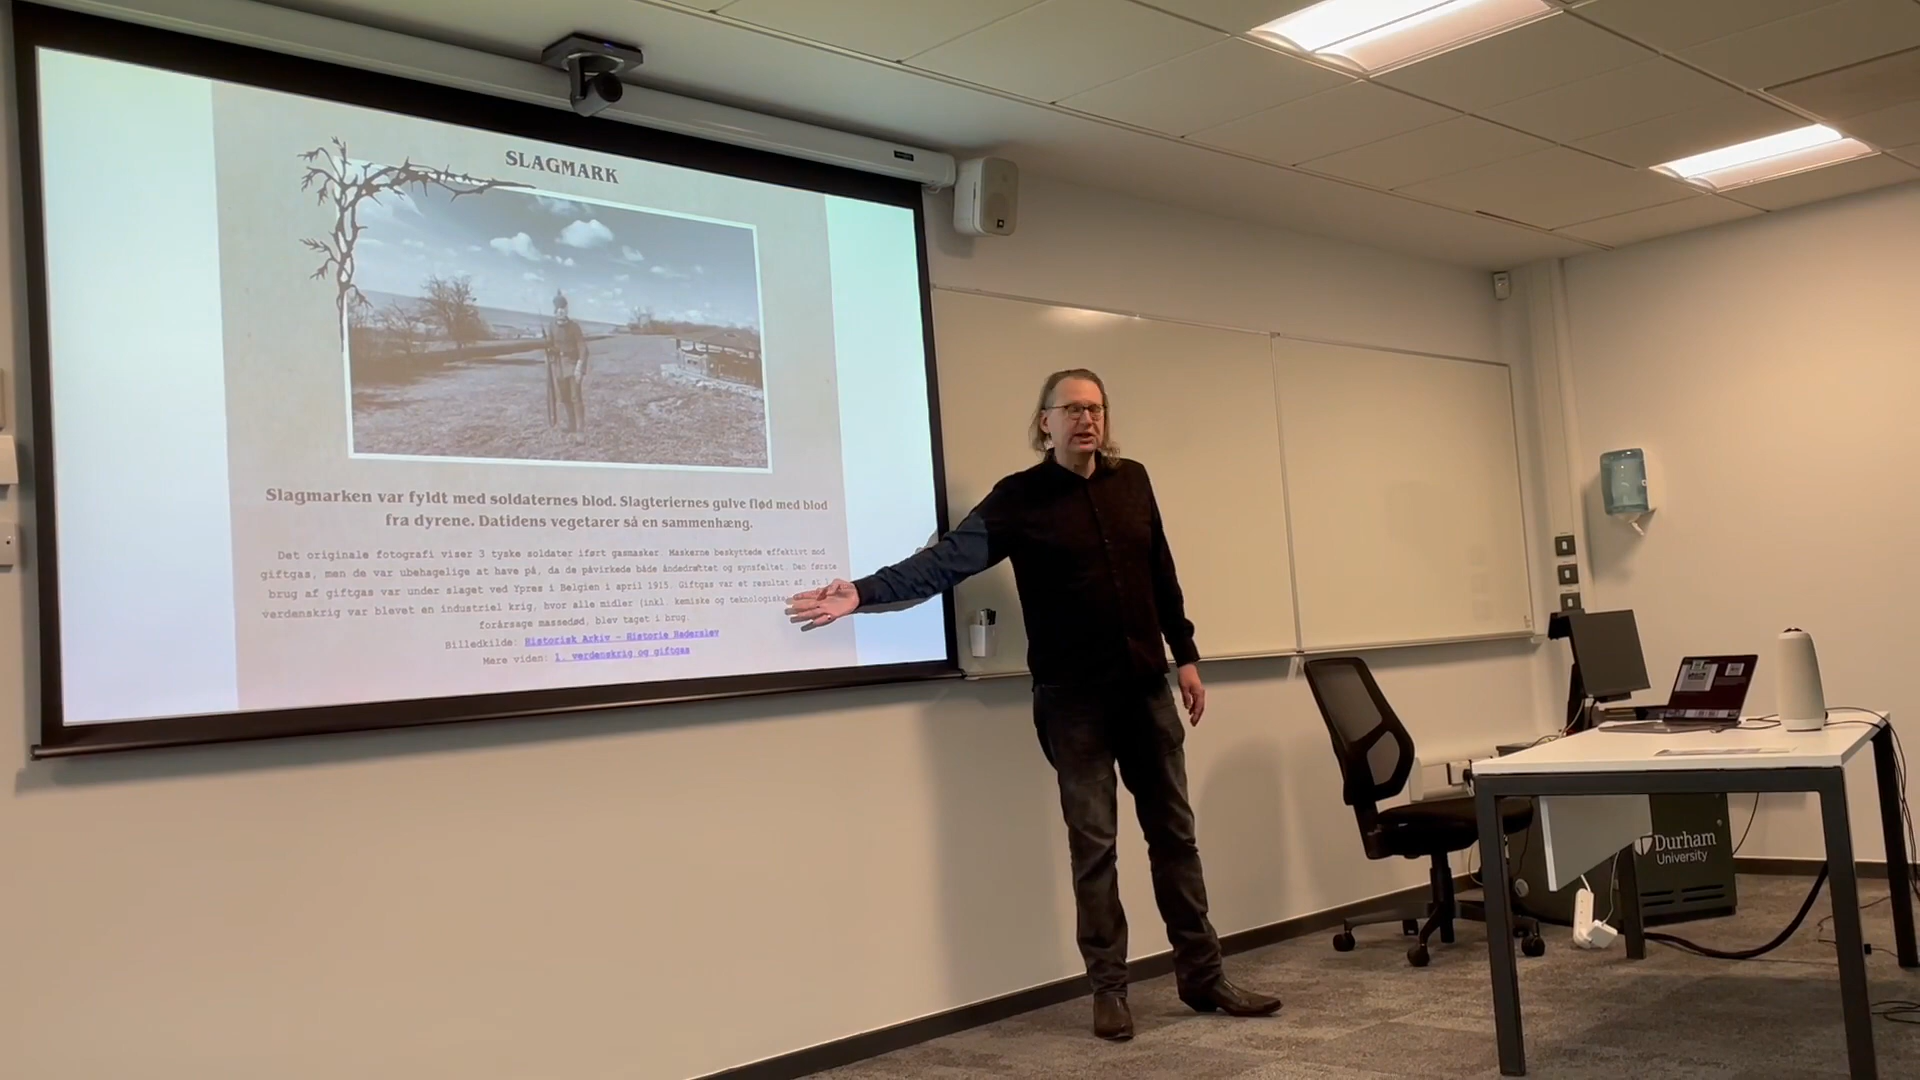 SLAGMARK
Slagmarken var fyldt med soldaternes blod. Slagteriernes gulve flød med blod
fra dyrene. Datidens vegetarer så en sammenhæng.
Det originale fotografi viser 3 tyske soldater iført gasmasker. Maskerne beskyttede effektivt mod
giftgas, men de var ubehagelige at have på, da de påvirkede både åndedrættet og synsfeltet. Den første
brug af giftgas var under slaget ved Ypres i Belgien i april 1915. Giftgas var et resultat af, at 1.
verdenskrig var blevet en industriel krig, hvor alle midler (inkl. kemiske og teknologiske)
forårsage massedød, blev taget i brug.
Billedkilde: Historisk Arkiv – Historie Haderslev
Mere viden: 1. verdenskrig og giftgas
Durham
University